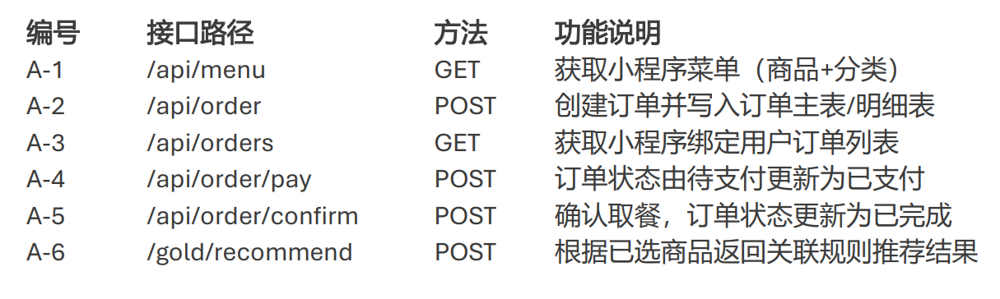 编号 接口路径 方法 功能说明
A-1 /api/menu GET 获取小程序菜单（商品+分类）
A-2 /api/order POST 创建订单并写入订单主表/明细表
A-3 /api/orders GET 获取小程序绑定用户订单列表
A-4 /api/order/pay POST 订单状态由待支付更新为已支付
A-5 /api/order/confirm POST 确认取餐，订单状态更新为已完成
A-6 /gold/recommend POST 根据已选商品返回关联规则推荐结果